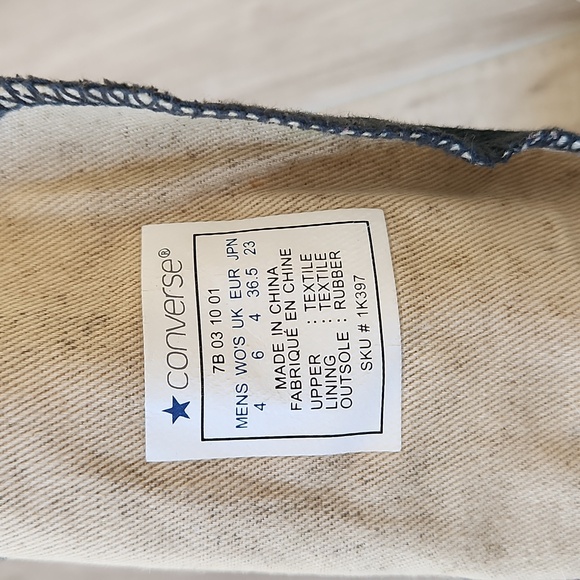 converse®
7B 03 10 01
MENS WO'S UK EUR JPN
4 6 4 36.5 23
MADE IN CHINA
FABRIQUÉ EN CHINE
UPPER : TEXTILE
LINING : TEXTILE
OUTSOLE : RUBBER
SKU # 1K397